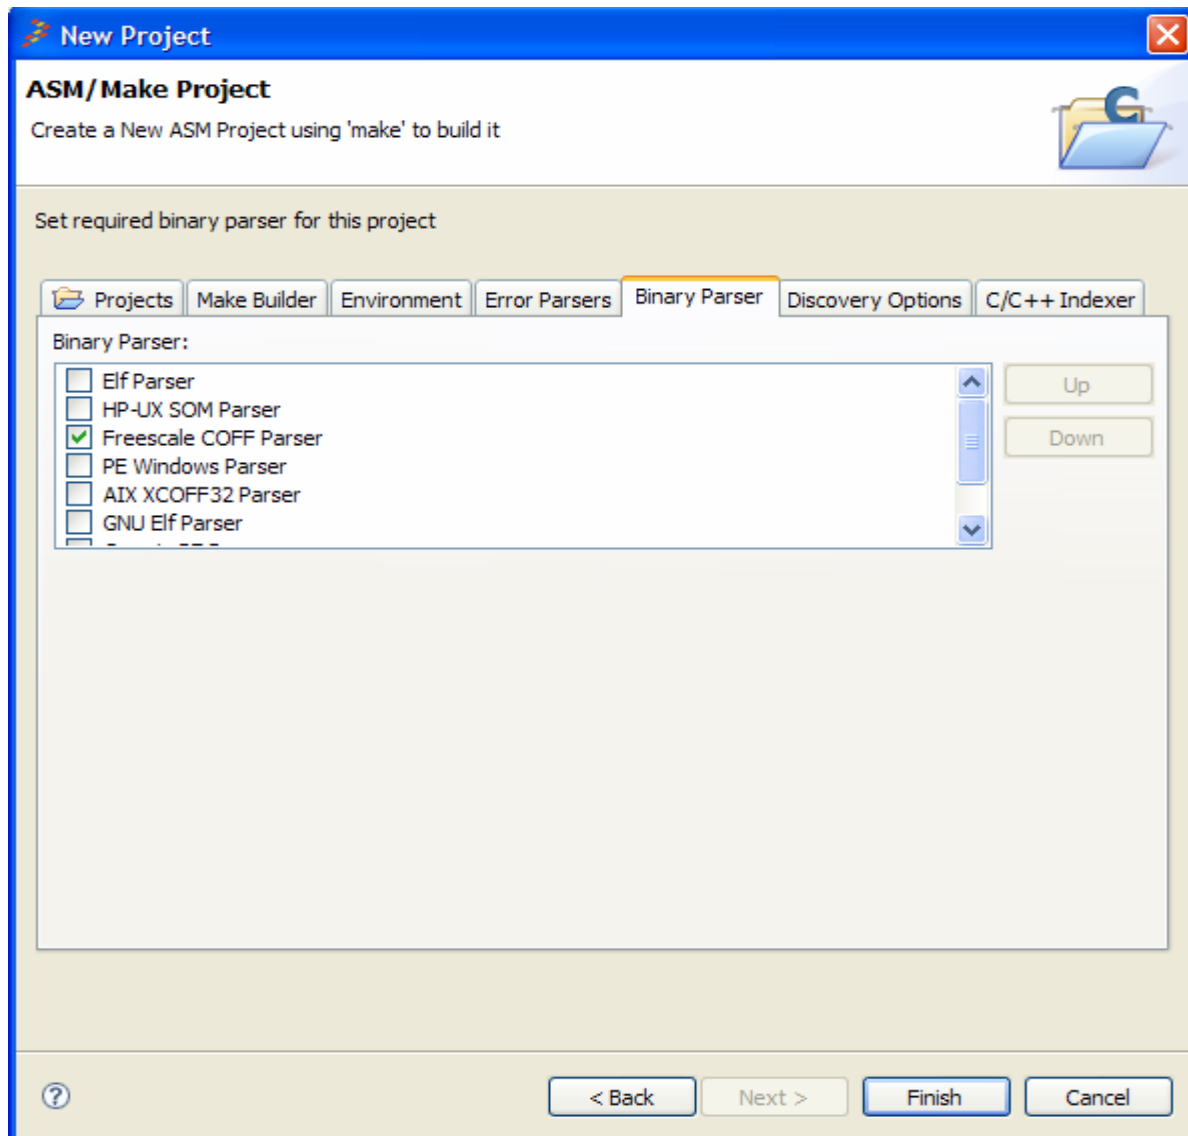 New Project
ASM/Make Project
Create a New ASM Project using 'make' to build it
Set required binary parser for this project
Projects Make Builder Environment Error Parsers Binary Parser Discovery Options C/C++ Indexer
Binary Parser:
Elf Parser
HP-UX SOM Parser
Freescale COFF Parser
PE Windows Parser
AIX XCOFF32 Parser
GNU Elf Parser
Up
Down
< Back Next > Finish Cancel